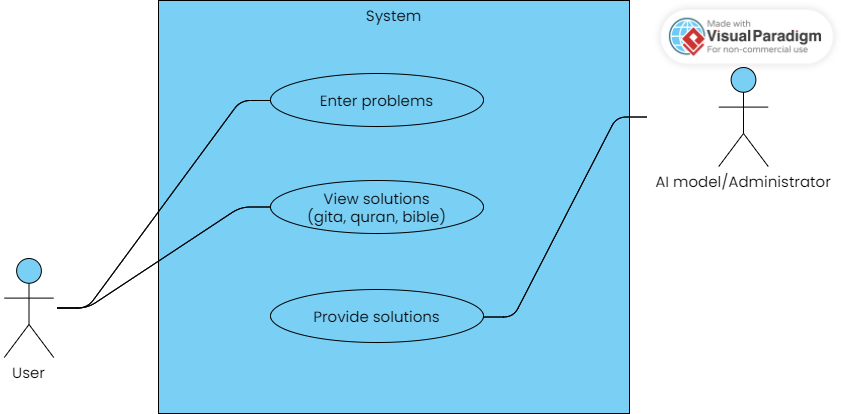 System
Made with
Visual Paradigm
For non-commercial use
Enter problems
AI model/Administrator
View solutions
(gita, quran, bible)
Provide solutions
User